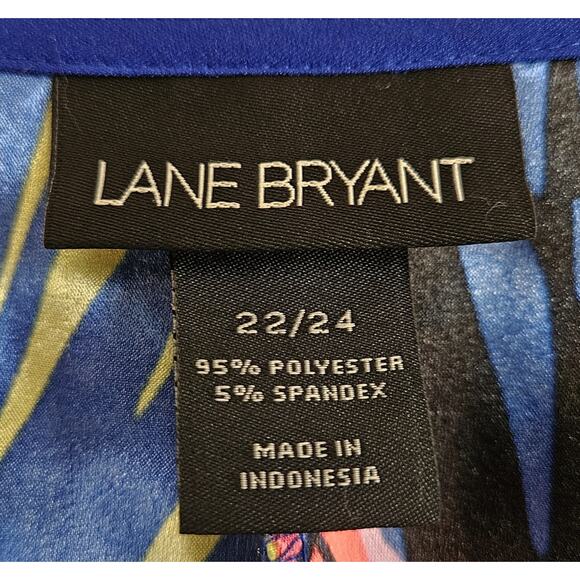 LANE BRYANT
22/24
95% POLYESTER
5% SPANDEX
MADE IN
INDONESIA